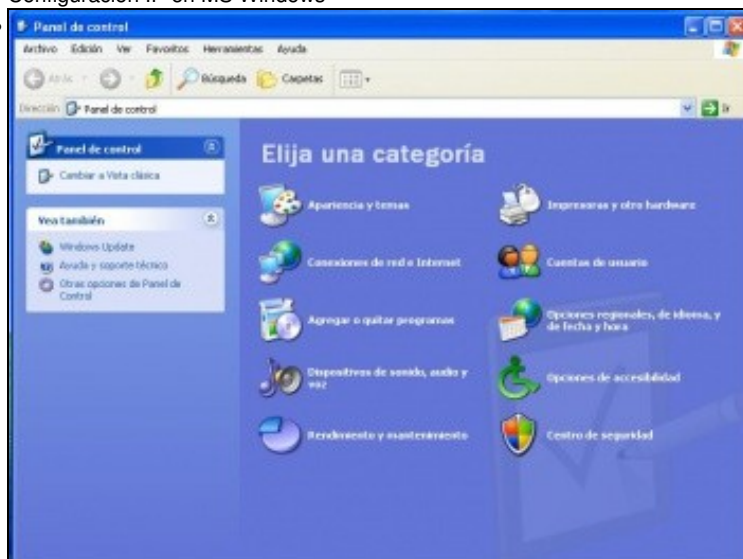 Configuración IP en MS Windows
Panel de control
Archivo Edición Ver Favoritos Herramientas Ayuda
Atrás Búsqueda Carpetas
Dirección Panel de control Ir
Panel de control
Cambiar a Vista clásica
Vea también
Windows Update
Ayuda y soporte técnico
Otras opciones de Panel de
Control
Elija una categoría
Apariencia y temas
Impresoras y otro hardware
Conexiones de red e Internet
Cuentas de usuario
Agregar o quitar programas
Opciones regionales, de idioma, y
de fecha y hora
Dispositivos de sonido, audio y
voz
Opciones de accesibilidad
Rendimiento y mantenimiento
Centro de seguridad